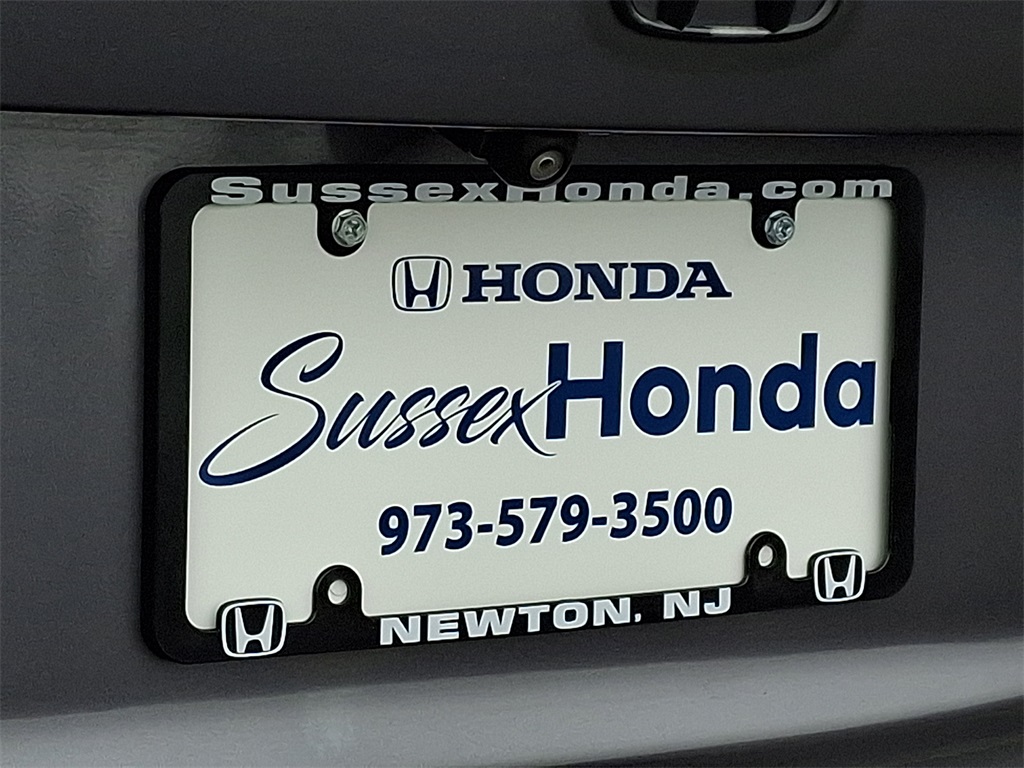 SussexHonda.com
HONDA
SussexHonda
973-579-3500
NEWTON, NJ